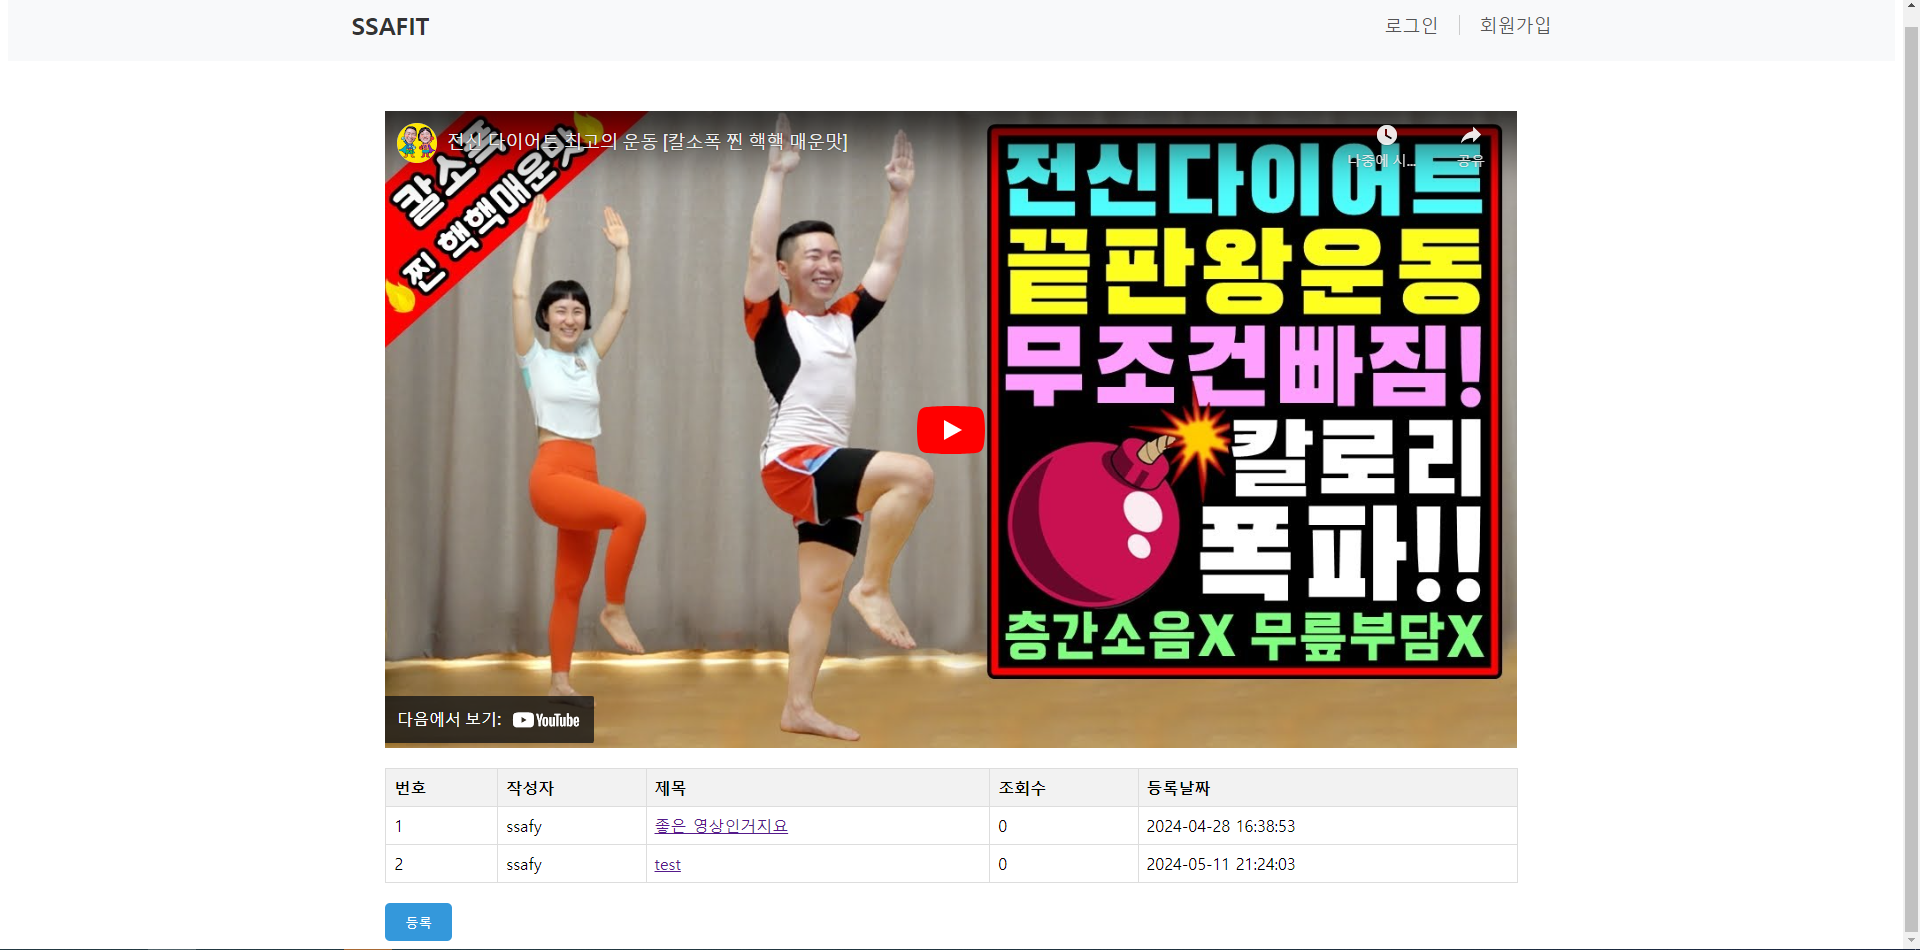 SSAFIT
로그인
회원가입
전신 다이어트 최고의 운동 [칼소폭 찐 핵핵 매운맛]
나중에 시...
공유
칼소폭
찐 핵핵매운맛
전신다이어트
끝판왕운동
무조건빠짐!
칼로리
폭파!!
층간소음X 무릎부담X
다음에서 보기: YouTube
번호 작성자 제목 조회수 등록날짜
1 ssafy 좋은 영상인거지요 0 2024-04-28 16:38:53
2 ssafy test 0 2024-05-11 21:24:03
등록